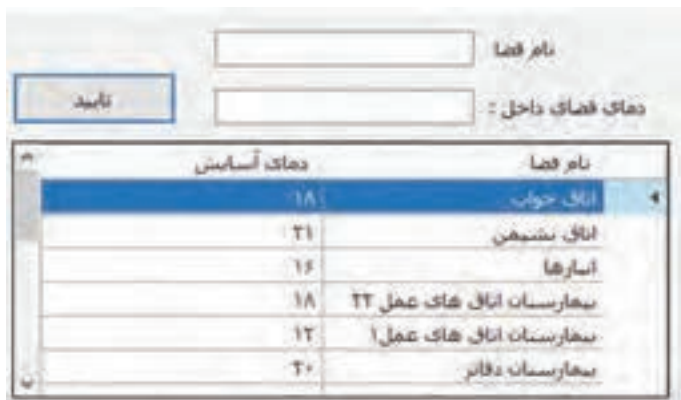 نام فضا
دمای فضای داخل :
تایید
نام فضا دمای آسایش
اتاق خواب ۱۸
اتاق نشیمن ۲۱
انبارها ۱۶
بیمارستان اتاق های عمل ۲۲ ۱۸
بیمارستان اتاق های عمل۱ ۱۲
بیمارستان دفاتر ۲۰